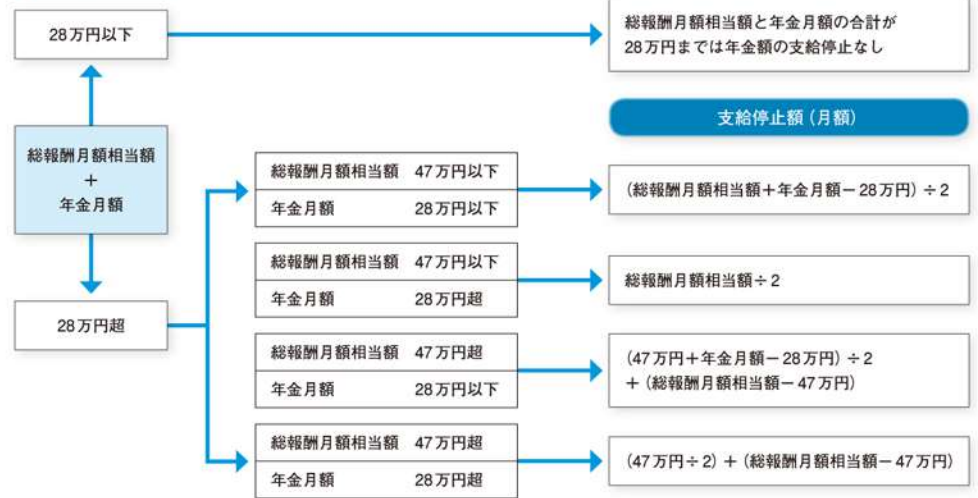 28万円以下
総報酬月額相当額と年金月額の合計が
28万円までは年金額の支給停止なし
支給停止額（月額）
総報酬月額相当額
+
年金月額
28万円超
総報酬月額相当額 47万円以下
年金月額 28万円以下
（総報酬月額相当額＋年金月額－28万円）÷2
総報酬月額相当額 47万円以下
年金月額 28万円超
総報酬月額相当額÷2
総報酬月額相当額 47万円超
年金月額 28万円以下
（47万円＋年金月額－28万円）÷2
＋（総報酬月額相当額－47万円）
総報酬月額相当額 47万円超
年金月額 28万円超
（47万円÷2）＋（総報酬月額相当額－47万円）